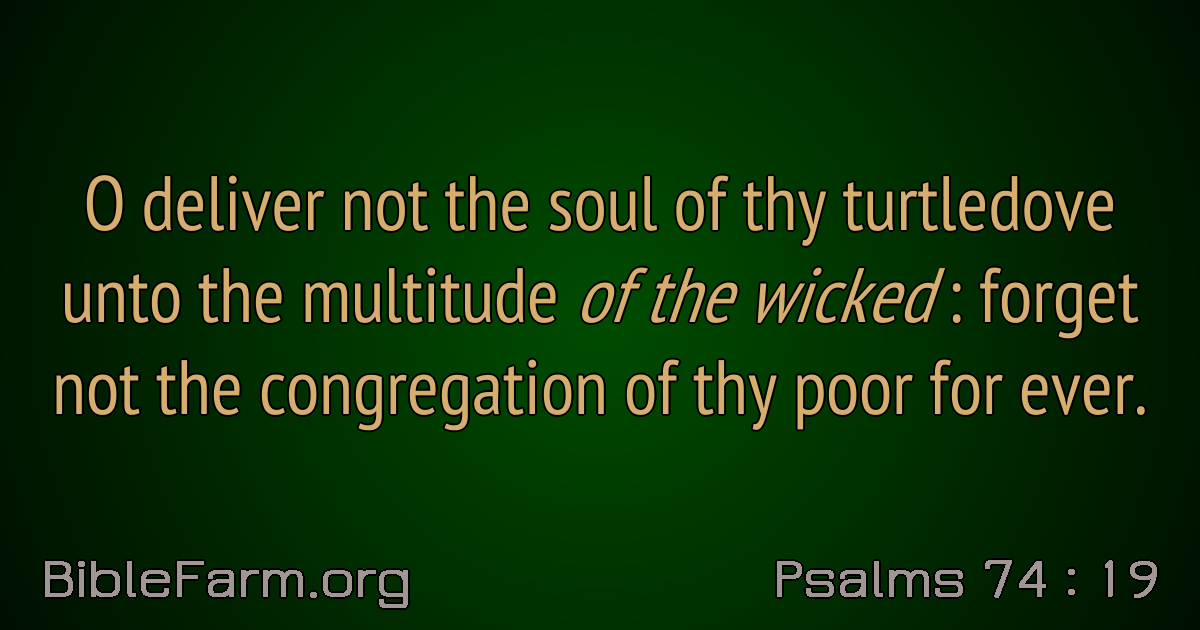 O deliver not the soul of thy turtledove
unto the multitude of the wicked : forget
not the congregation of thy poor for ever.
BibleFarm.org
Psalms 74 : 19